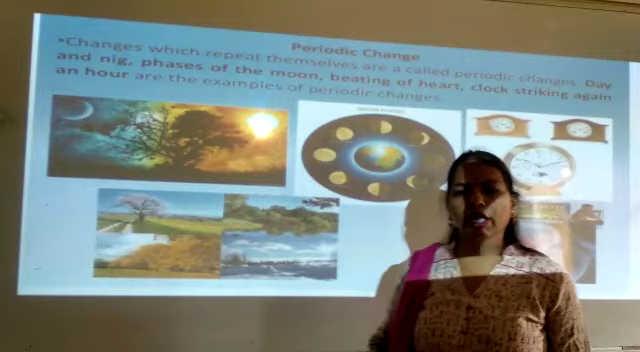 Periodic Change
•Changes which repeat themselves are a called periodic changes. Day
and nig, phases of the moon, beating of heart, clock striking again
an hour are the examples of periodic changes.